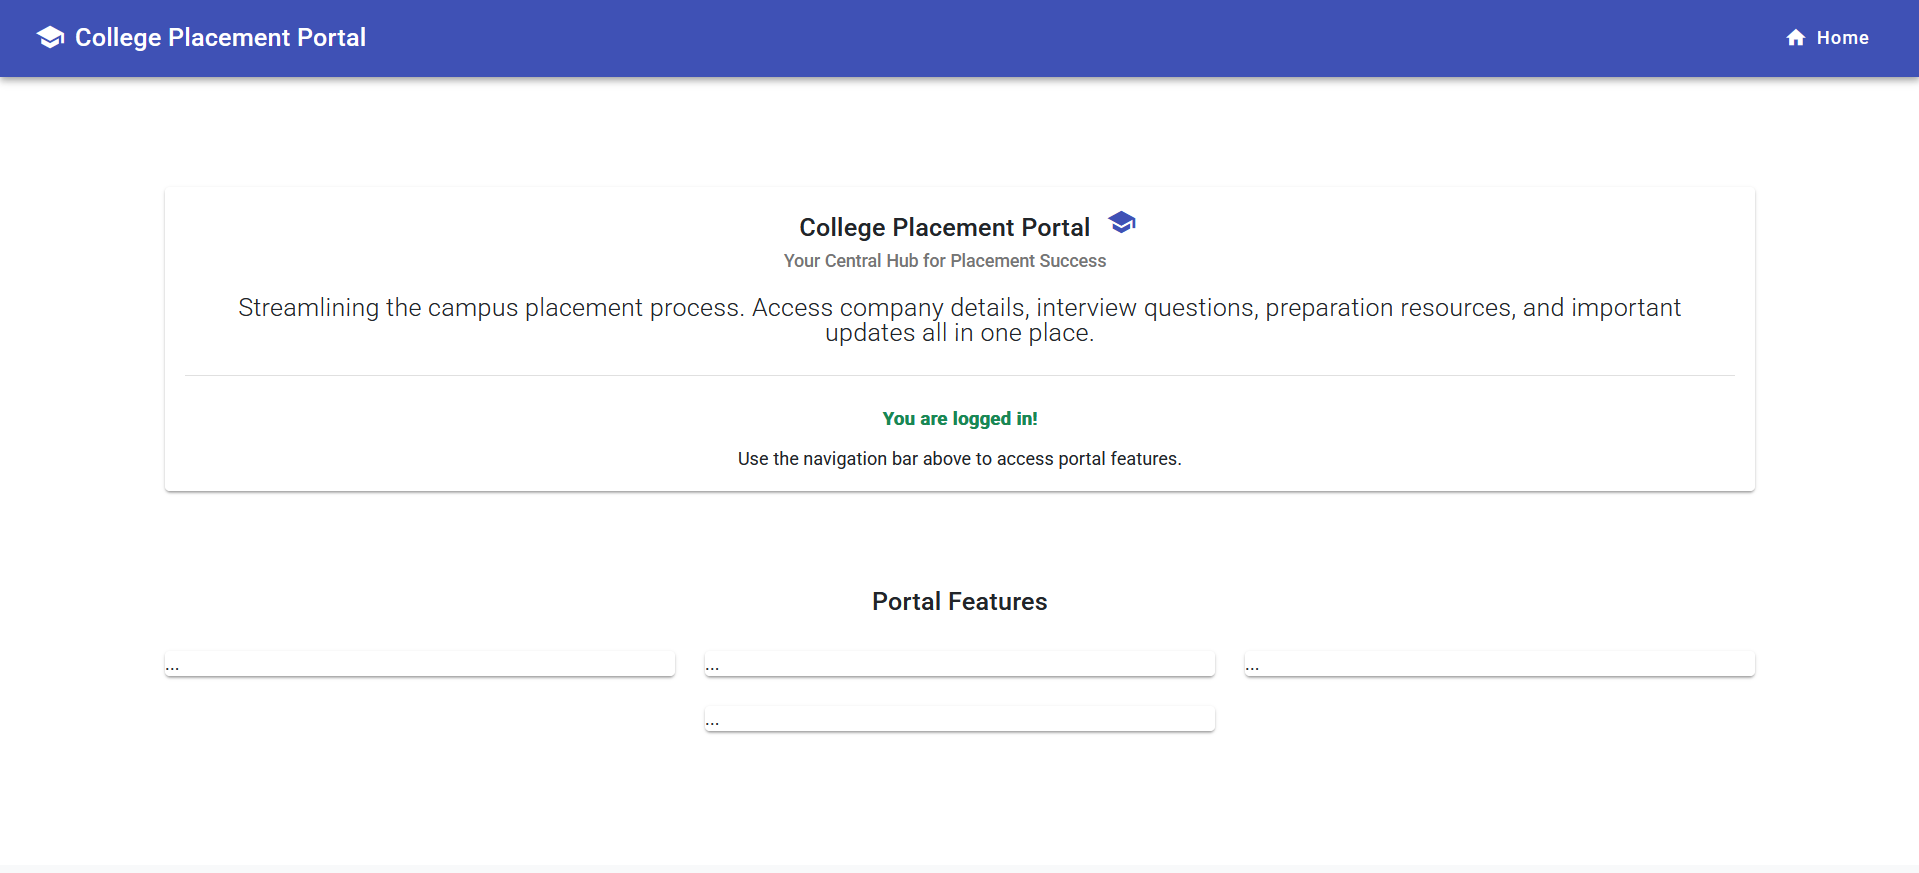 College Placement Portal
Home
College Placement Portal
Your Central Hub for Placement Success
Streamlining the campus placement process. Access company details, interview questions, preparation resources, and important
updates all in one place.
You are logged in!
Use the navigation bar above to access portal features.
Portal Features
...
...
...
...